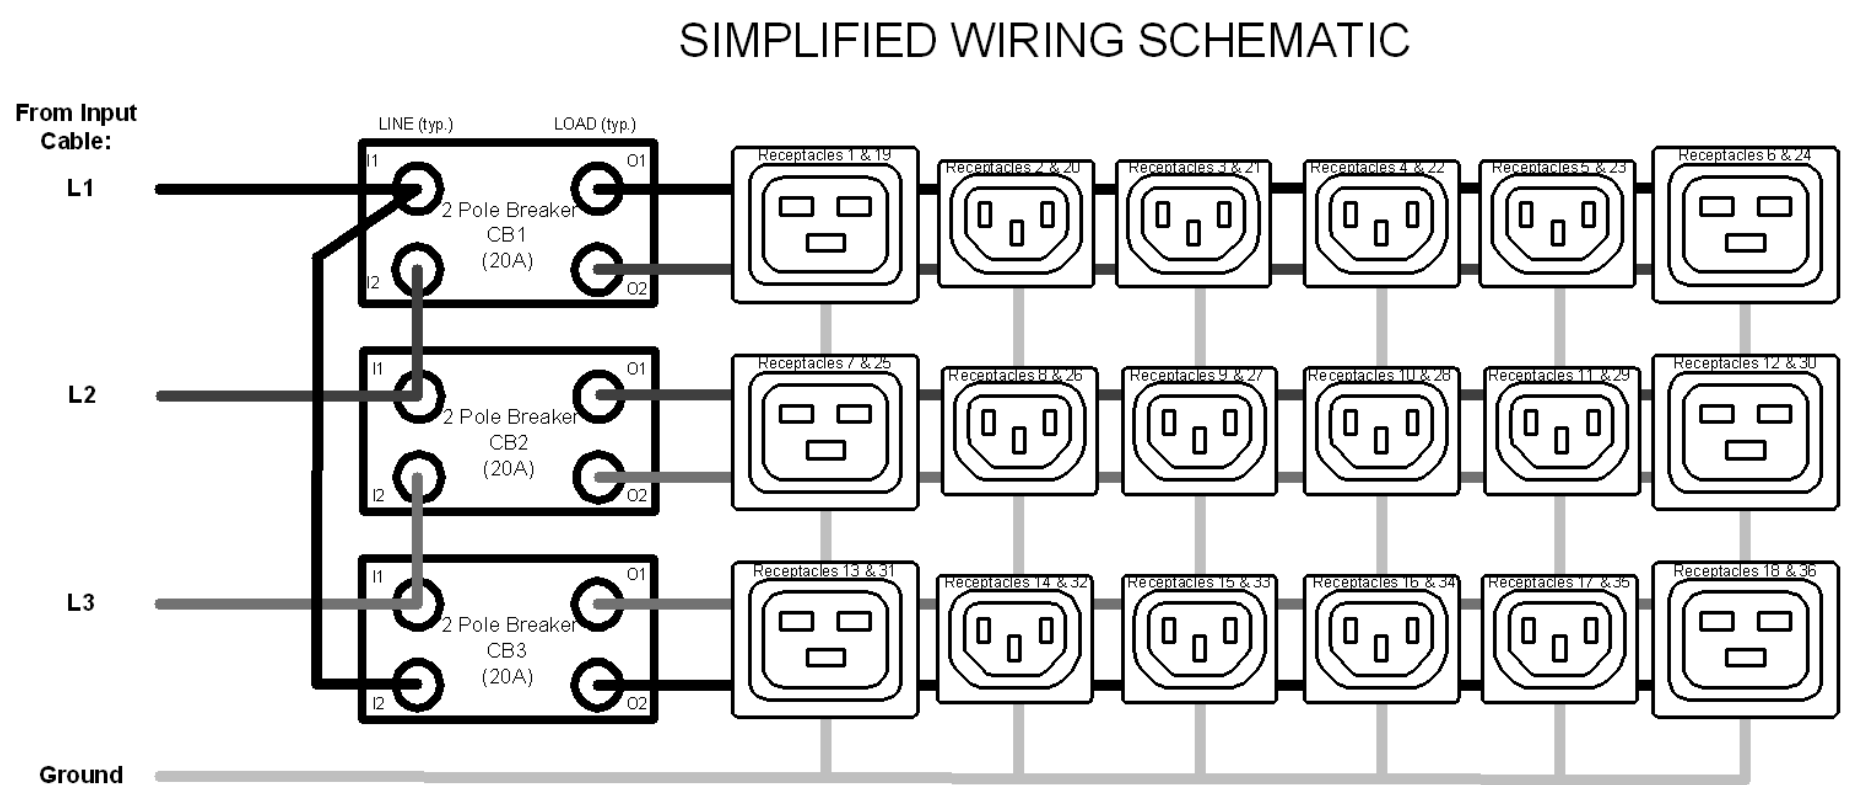 SIMPLIFIED WIRING SCHEMATIC
From Input
Cable:
LINE (typ.)
LOAD (typ.)
L1
I1
O1
2 Pole Breaker
CB1
(20A)
I2
O2
Receptacles 1 & 19
Receptacles 2 & 20
Receptacles 3 & 21
Receptacles 4 & 22
Receptacles 5 & 23
Receptacles 6 & 24
L2
I1
O1
2 Pole Breaker
CB2
(20A)
I2
O2
Receptacles 7 & 25
Receptacles 8 & 26
Receptacles 9 & 27
Receptacles 10 & 28
Receptacles 11 & 29
Receptacles 12 & 30
L3
I1
O1
2 Pole Breaker
CB3
(20A)
I2
O2
Receptacles 13 & 31
Receptacles 14 & 32
Receptacles 15 & 33
Receptacles 16 & 34
Receptacles 17 & 35
Receptacles 18 & 36
Ground